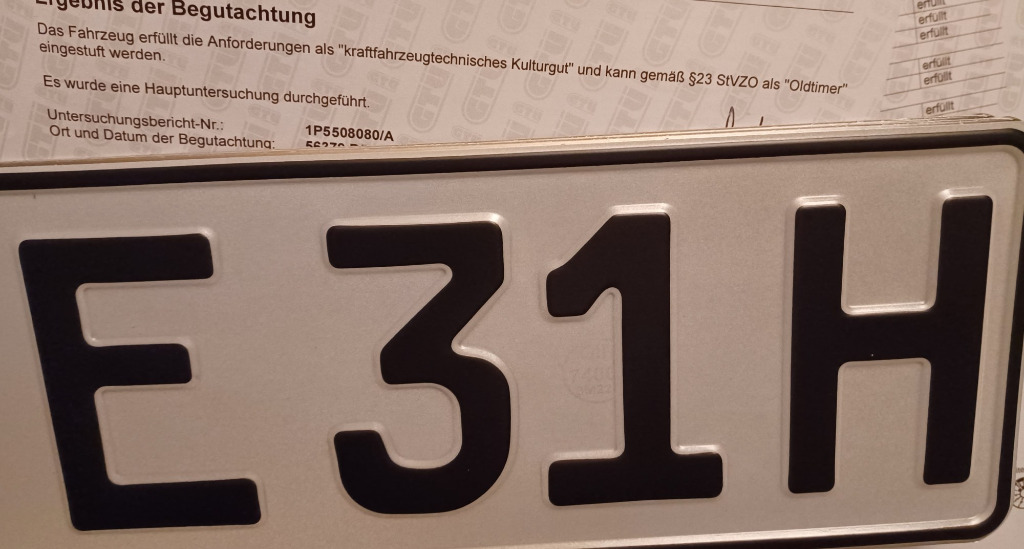 Ergebnis der Begutachtung
Das Fahrzeug erfüllt die Anforderungen als "kraftfahrzeugtechnisches Kulturgut" und kann gemäß §23 StVZO als "Oldtimer"
eingestuft werden.
Es wurde eine Hauptuntersuchung durchgeführt.
Untersuchungsbericht-Nr.: 1P5508080/A
Ort und Datum der Begutachtung: 56270
erfüllt
erfüllt
erfüllt
erfüllt
erfüllt
erfüllt
E 31H